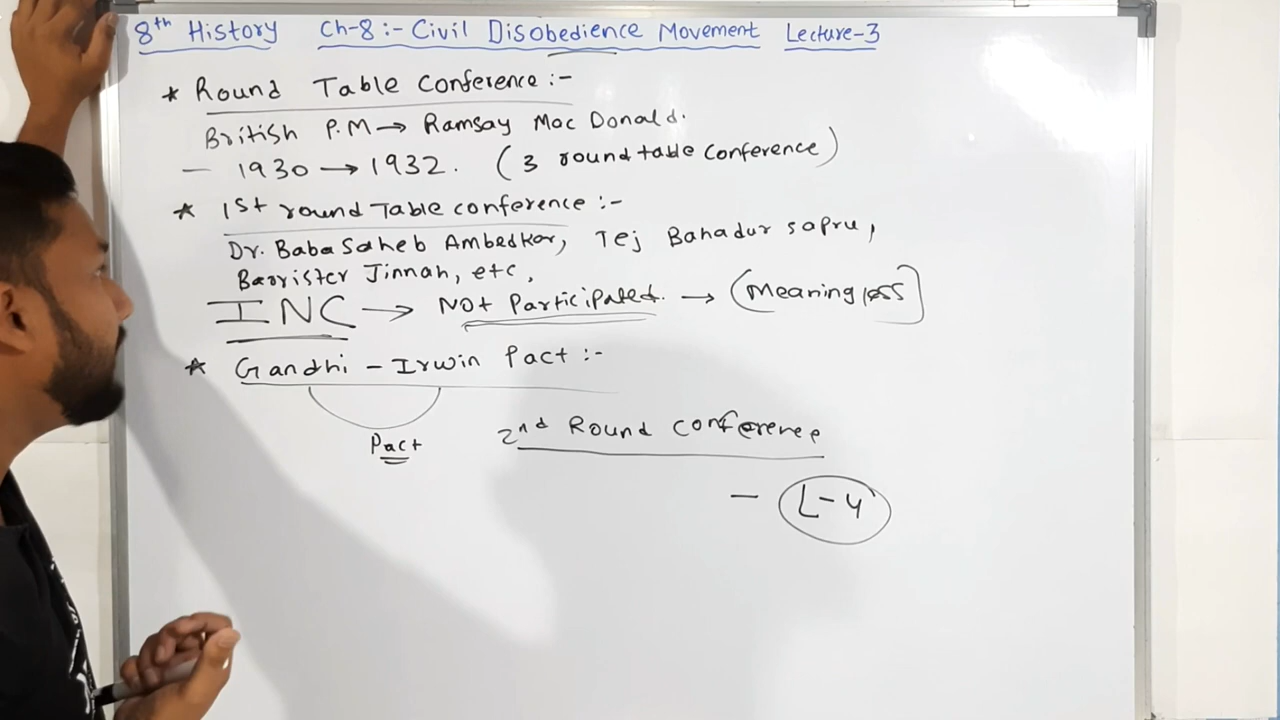 8th History Ch-8:- Civil Disobedience Movement Lecture-3
* Round Table Conference :-
British P.M → Ramsay Mac Donald.
— 1930 → 1932. (3 round table conference)
* 1st round Table conference :-
Dr. Baba Saheb Ambedkar, Tej Bahadur sapru,
Barrister Jinnah, etc,
INC → Not Participated. → (Meaningless)
* Gandhi - Irwin Pact :-
Pact
2nd Round conference
— L-4